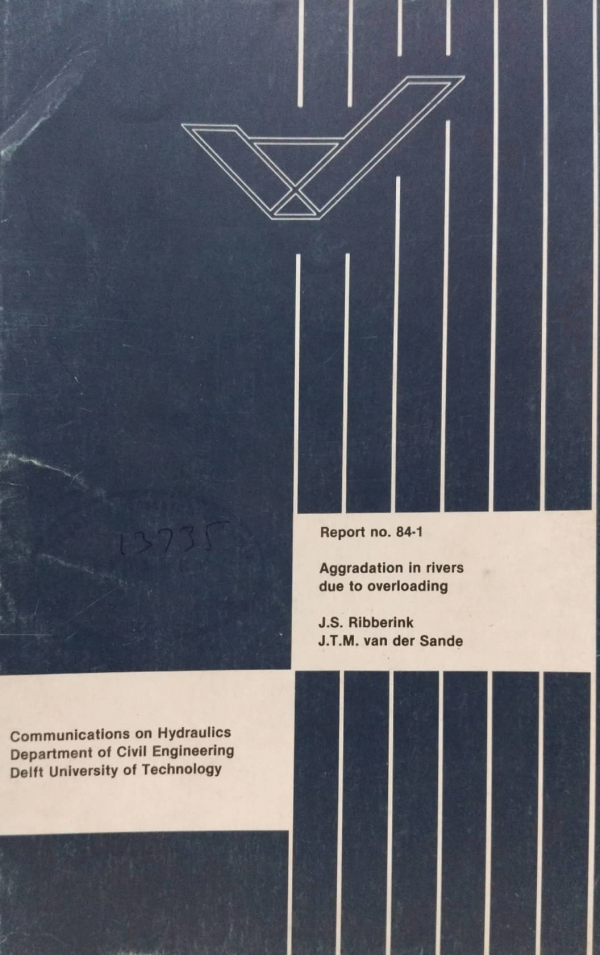 13735
Report no. 84-1
Aggradation in rivers
due to overloading
J.S. Ribberink
J.T.M. van der Sande
Communications on Hydraulics
Department of Civil Engineering
Delft University of Technology